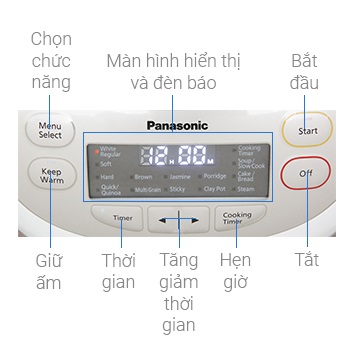 Chọn
chức
năng
Màn hình hiển thị
và đèn báo
Bắt
đầu
Panasonic
Menu
Select
Start
Keep
Warm
Off
White
Regular
Soft
Hard
Quick/
Quinoa
Brown
Multi Grain
Jasmine
Sticky
Porridge
Clay Pot
Cooking
Timer
Soup/
Slow Cook
Cake/
Bread
Steam
12 H 00 M
Timer
Cooking
Timer
Giữ
ấm
Thời
gian
Tăng
giảm
thời
gian
Hẹn
giờ
Tắt